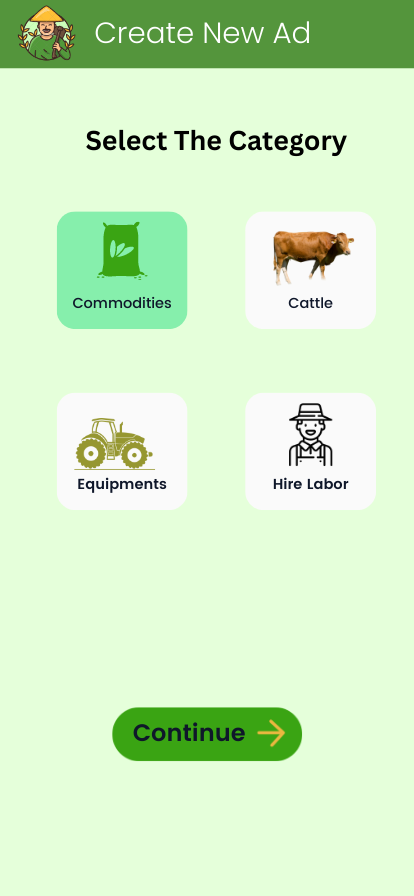 Create New Ad
Select The Category
Commodities
Cattle
Equipments
Hire Labor
Continue